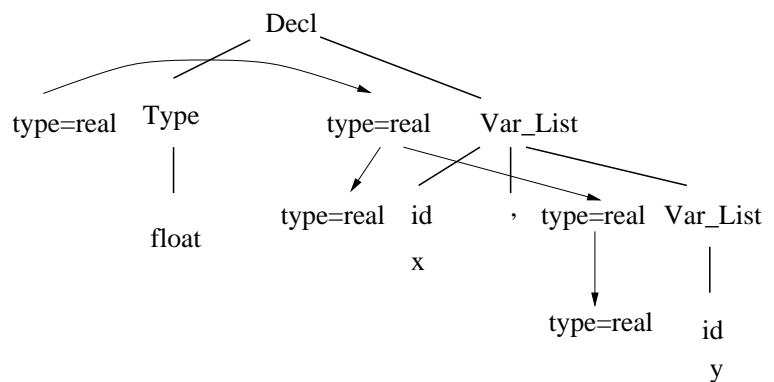 Decl
type=real Type type=real Var_List
type=real id , type=real Var_List
float
x
type=real id
y